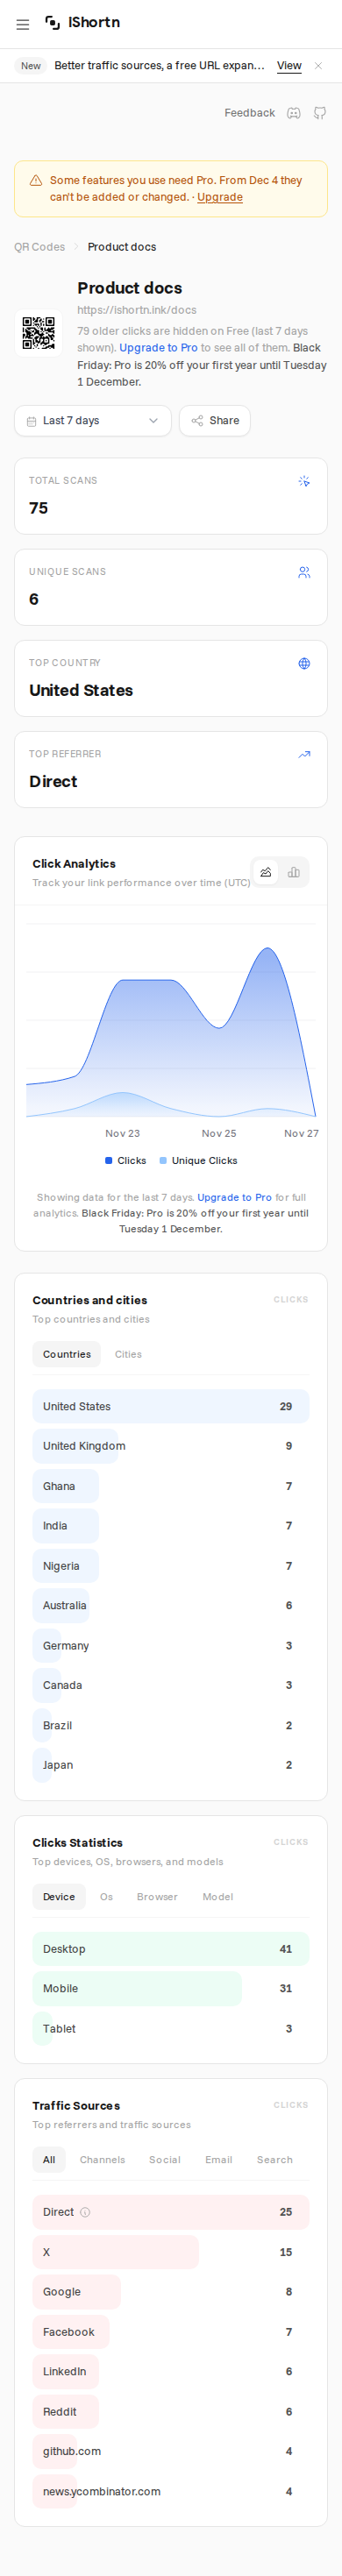 IShortn
New Better traffic sources, a free URL expan... View
Feedback
Some features you use need Pro. From Dec 4 they
can't be added or changed. · Upgrade
QR Codes Product docs
Product docs
https://ishortn.ink/docs
79 older clicks are hidden on Free (last 7 days
shown). Upgrade to Pro to see all of them. Black
Friday: Pro is 20% off your first year until Tuesday
1 December.
Last 7 days Share
TOTAL SCANS
75
UNIQUE SCANS
6
TOP COUNTRY
United States
TOP REFERRER
Direct
Click Analytics
Track your link performance over time (UTC)
Nov 23 Nov 25 Nov 27
Clicks Unique Clicks
Showing data for the last 7 days. Upgrade to Pro for full
analytics. Black Friday: Pro is 20% off your first year until
Tuesday 1 December.
Countries and cities CLICKS
Top countries and cities
Countries Cities
United States 29
United Kingdom 9
Ghana 7
India 7
Nigeria 7
Australia 6
Germany 3
Canada 3
Brazil 2
Japan 2
Clicks Statistics CLICKS
Top devices, OS, browsers, and models
Device Os Browser Model
Desktop 41
Mobile 31
Tablet 3
Traffic Sources CLICKS
Top referrers and traffic sources
All Channels Social Email Search
Direct 25
X 15
Google 8
Facebook 7
LinkedIn 6
Reddit 6
github.com 4
news.ycombinator.com 4